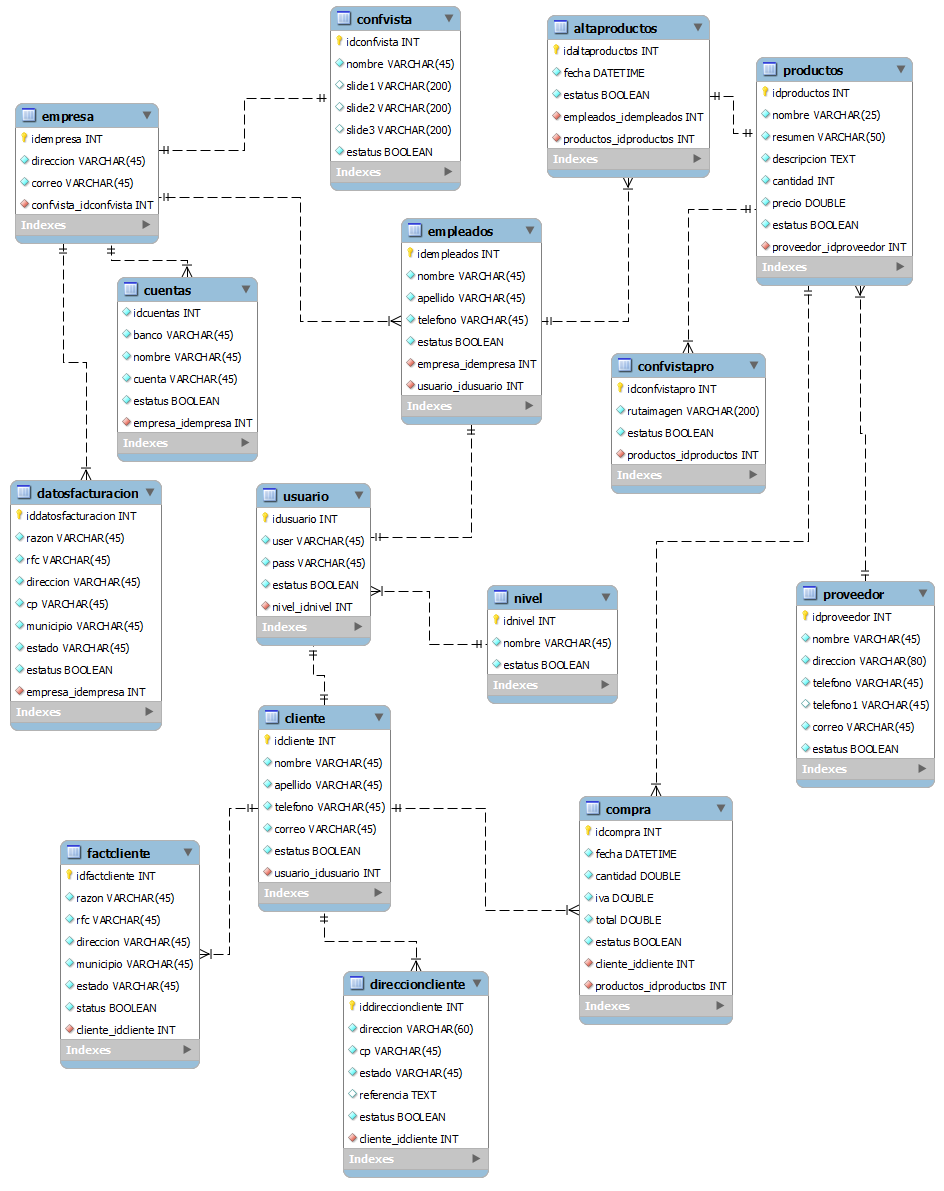 confvista
idconfvista INT
nombre VARCHAR(45)
slide1 VARCHAR(200)
slide2 VARCHAR(200)
slide3 VARCHAR(200)
estatus BOOLEAN
Indexes
altaproductos
idaltaproductos INT
fecha DATETIME
estatus BOOLEAN
empleados_idempleados INT
productos_idproductos INT
Indexes
productos
idproductos INT
nombre VARCHAR(25)
resumen VARCHAR(50)
descripcion TEXT
cantidad INT
precio DOUBLE
estatus BOOLEAN
proveedor_idproveedor INT
Indexes
empresa
idempresa INT
direccion VARCHAR(45)
correo VARCHAR(45)
confvista_idconfvista INT
Indexes
empleados
idempleados INT
nombre VARCHAR(45)
apellido VARCHAR(45)
telefono VARCHAR(45)
estatus BOOLEAN
empresa_idempresa INT
usuario_idusuario INT
Indexes
cuentas
idcuentas INT
banco VARCHAR(45)
nombre VARCHAR(45)
cuenta VARCHAR(45)
estatus BOOLEAN
empresa_idempresa INT
Indexes
confvistapro
idconfvistapro INT
rutaimagen VARCHAR(200)
estatus BOOLEAN
productos_idproductos INT
Indexes
datosfacturacion
iddatosfacturacion INT
razon VARCHAR(45)
rfc VARCHAR(45)
direccion VARCHAR(45)
cp VARCHAR(45)
municipio VARCHAR(45)
estado VARCHAR(45)
estatus BOOLEAN
empresa_idempresa INT
Indexes
usuario
idusuario INT
user VARCHAR(45)
pass VARCHAR(45)
estatus BOOLEAN
nivel_idnivel INT
Indexes
nivel
idnivel INT
nombre VARCHAR(45)
estatus BOOLEAN
Indexes
proveedor
idproveedor INT
nombre VARCHAR(45)
direccion VARCHAR(80)
telefono VARCHAR(45)
telefono1 VARCHAR(45)
correo VARCHAR(45)
estatus BOOLEAN
Indexes
cliente
idcliente INT
nombre VARCHAR(45)
apellido VARCHAR(45)
telefono VARCHAR(45)
correo VARCHAR(45)
estatus BOOLEAN
usuario_idusuario INT
Indexes
compra
idcompra INT
fecha DATETIME
cantidad DOUBLE
iva DOUBLE
total DOUBLE
estatus BOOLEAN
cliente_idcliente INT
productos_idproductos INT
Indexes
factcliente
idfactcliente INT
razon VARCHAR(45)
rfc VARCHAR(45)
direccion VARCHAR(45)
municipio VARCHAR(45)
estado VARCHAR(45)
status BOOLEAN
cliente_idcliente INT
Indexes
direccioncliente
iddireccioncliente INT
direccion VARCHAR(60)
cp VARCHAR(45)
estado VARCHAR(45)
referencia TEXT
estatus BOOLEAN
cliente_idcliente INT
Indexes